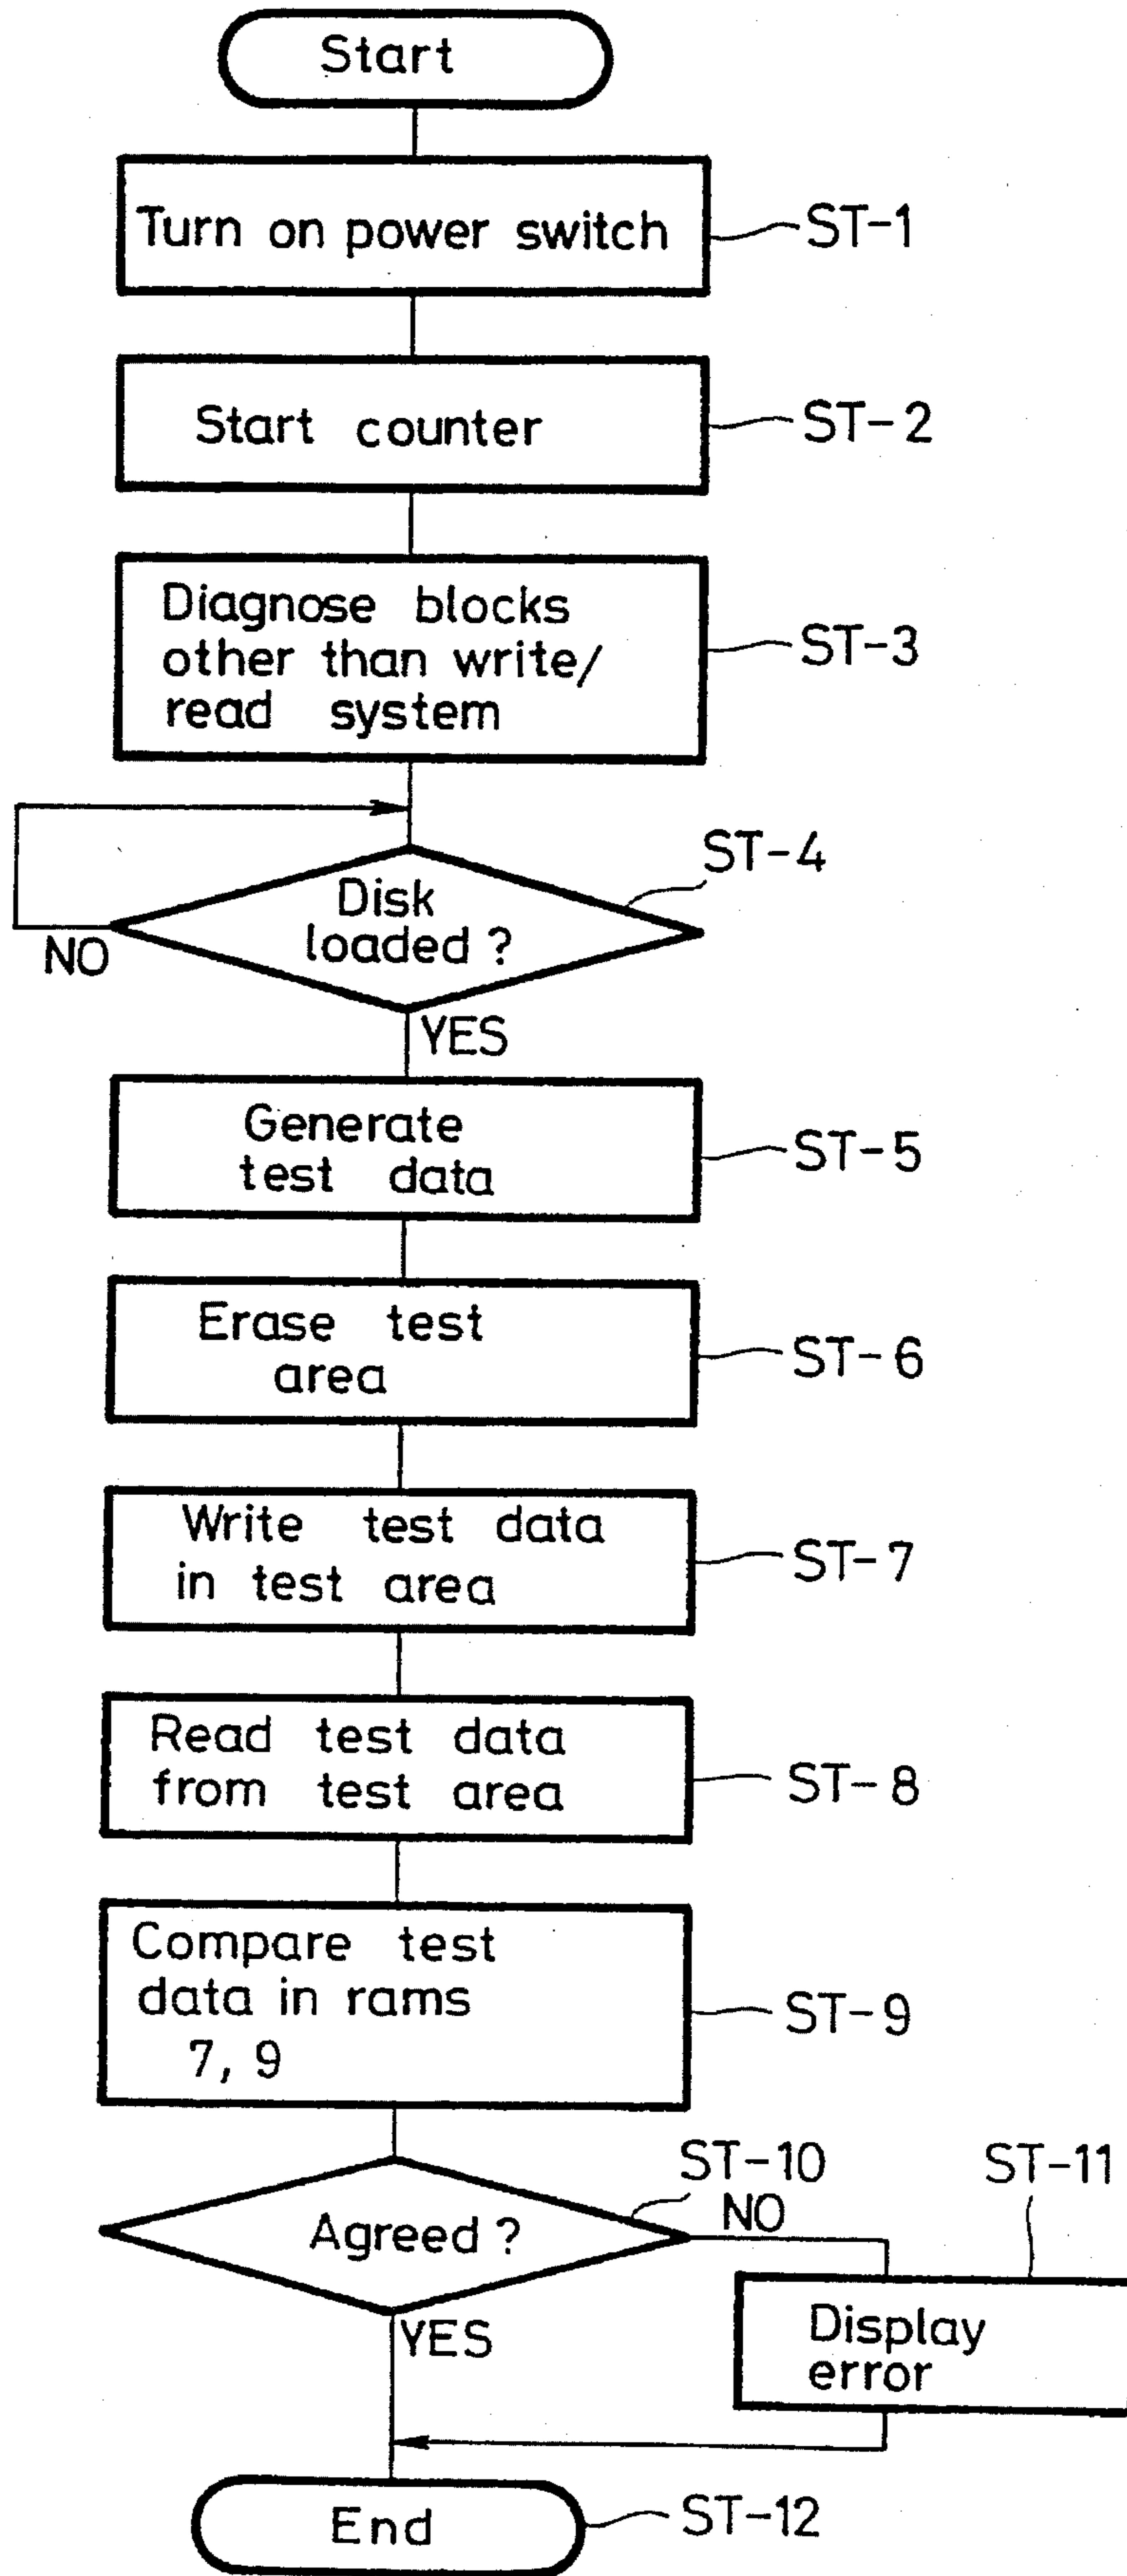 Start
Turn on power switch
ST-1
Start counter
ST-2
Diagnose blocks
other than write/
read system
ST-3
ST-4
Disk
loaded ?
NO
YES
Generate
test data
ST-5
Erase test
area
ST-6
Write test data
in test area
ST-7
Read test data
from test area
ST-8
Compare test
data in rams
7, 9
ST-9
ST-10
ST-11
NO
Agreed ?
YES
Display
error
End
ST-12